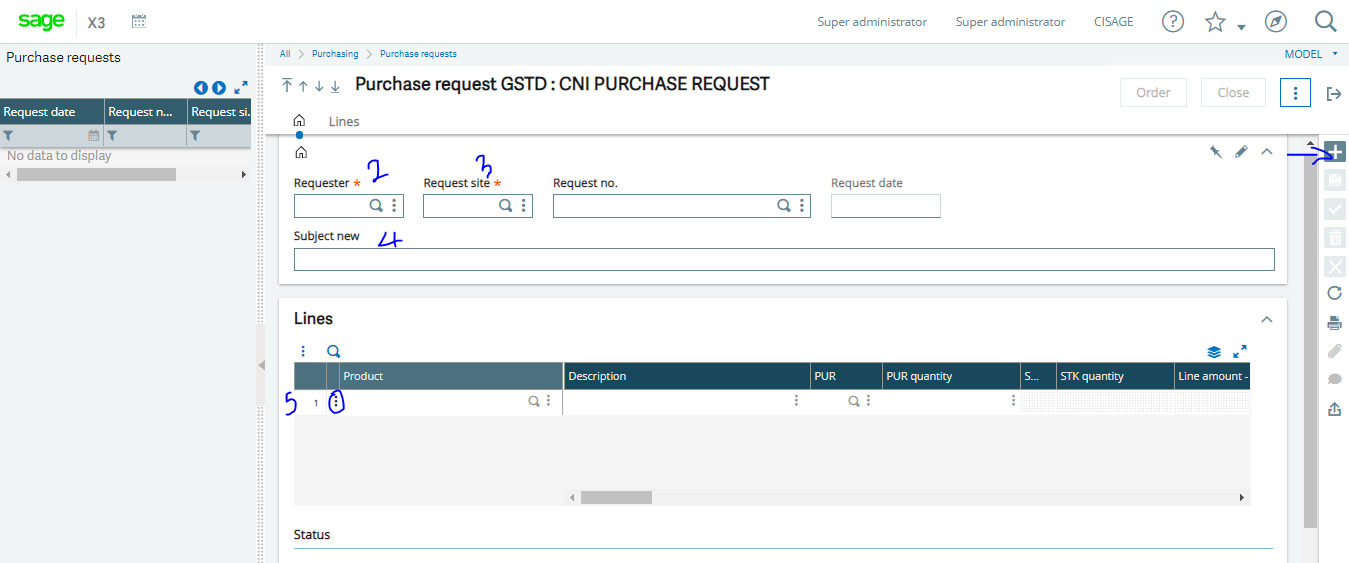 sage X3 Super administrator Super administrator CISAGE ?
Purchase requests
All > Purchasing > Purchase requests MODEL
Purchase request GSTD : CNI PURCHASE REQUEST
Order Close
Request date Request n... Request si.
Lines
No data to display
2 3
Requester * Request site * Request no. Request date
Subject new 4
Lines
Product Description PUR PUR quantity S... STK quantity Line amount -
5 1
Status